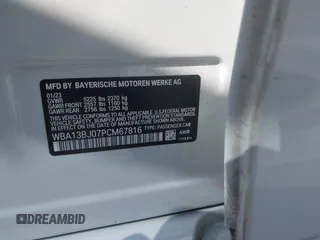 MFD BY BAYERISCHE MOTOREN WERKE AG
01/23
GVWR 5225 lbs 2370 kg
GAWR FRONT 2557 lbs 1160 kg
GAWR REAR 2756 lbs 1250 kg
THIS VEHICLE CONFORMS TO ALL APPLICABLE
FEDERAL MOTOR VEHICLE SAFETY, BUMPER,
AND THEFT PREVENTION STANDARDS IN EFFECT
ON THE DATE OF MANUFACTURE SHOWN ABOVE.
WBA13BJ07PCM67816 TYPE: PASSENGER CAR
DREAMBID